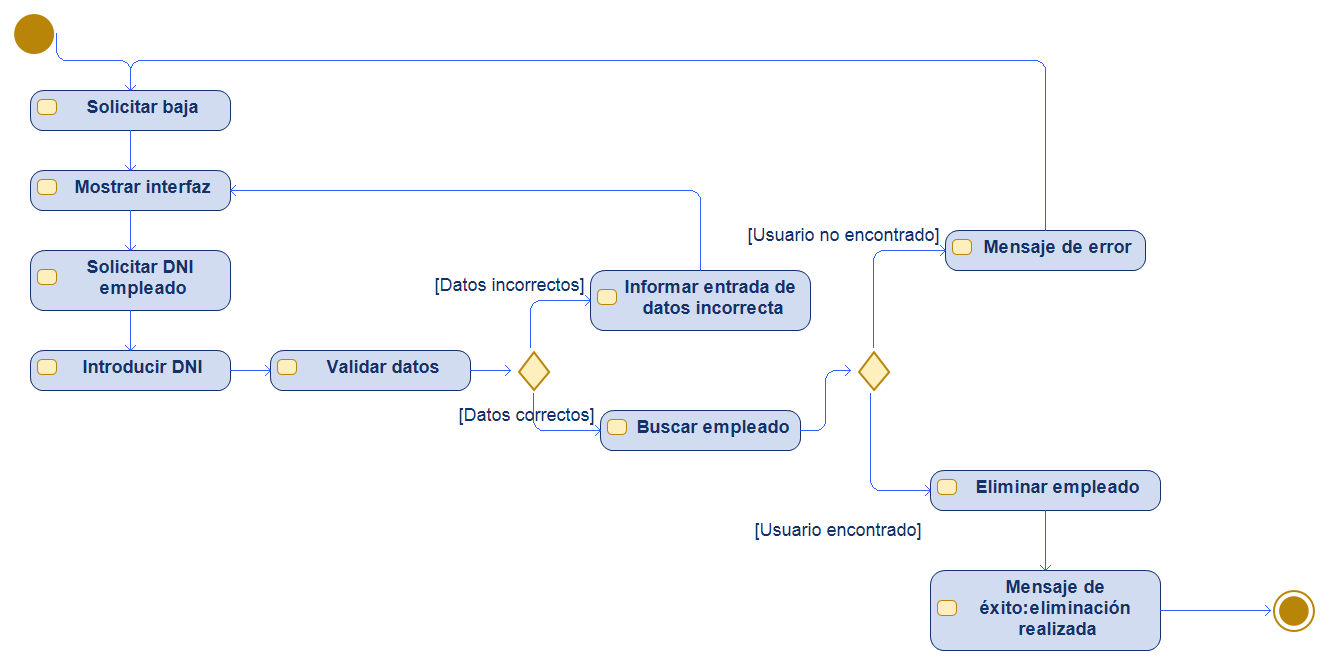 Solicitar baja
Mostrar interfaz
Solicitar DNI
empleado
Introducir DNI
Validar datos
[Datos incorrectos]
Informar entrada de
datos incorrecta
[Datos correctos]
Buscar empleado
[Usuario no encontrado]
Mensaje de error
[Usuario encontrado]
Eliminar empleado
Mensaje de
éxito:eliminación
realizada